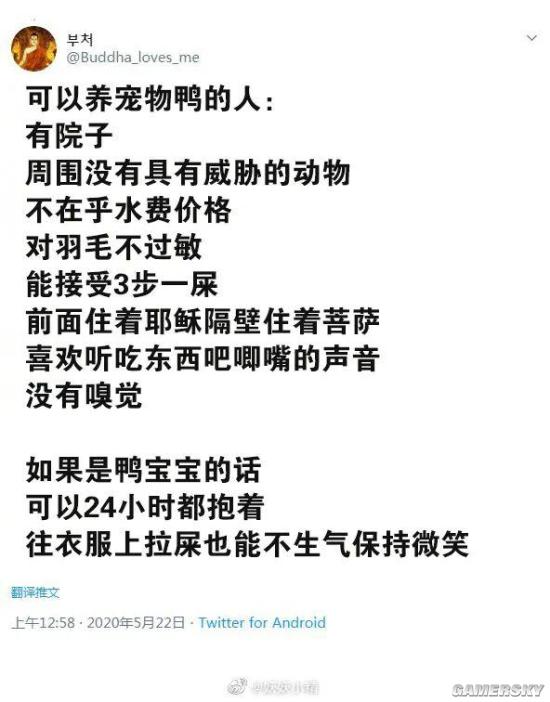 부처
@Buddha_loves_me
可以养宠物鸭的人:
有院子
周围没有具有威胁的动物
不在乎水费价格
对羽毛不过敏
能接受3步一屎
前面住着耶稣隔壁住着菩萨
喜欢听吃东西吧唧嘴的声音
没有嗅觉
如果是鸭宝宝的话
可以24小时都抱着
往衣服上拉屎也能不生气保持微笑
翻译推文
上午12:58 · 2020年5月22日 · Twitter for Android
GAMERSKY